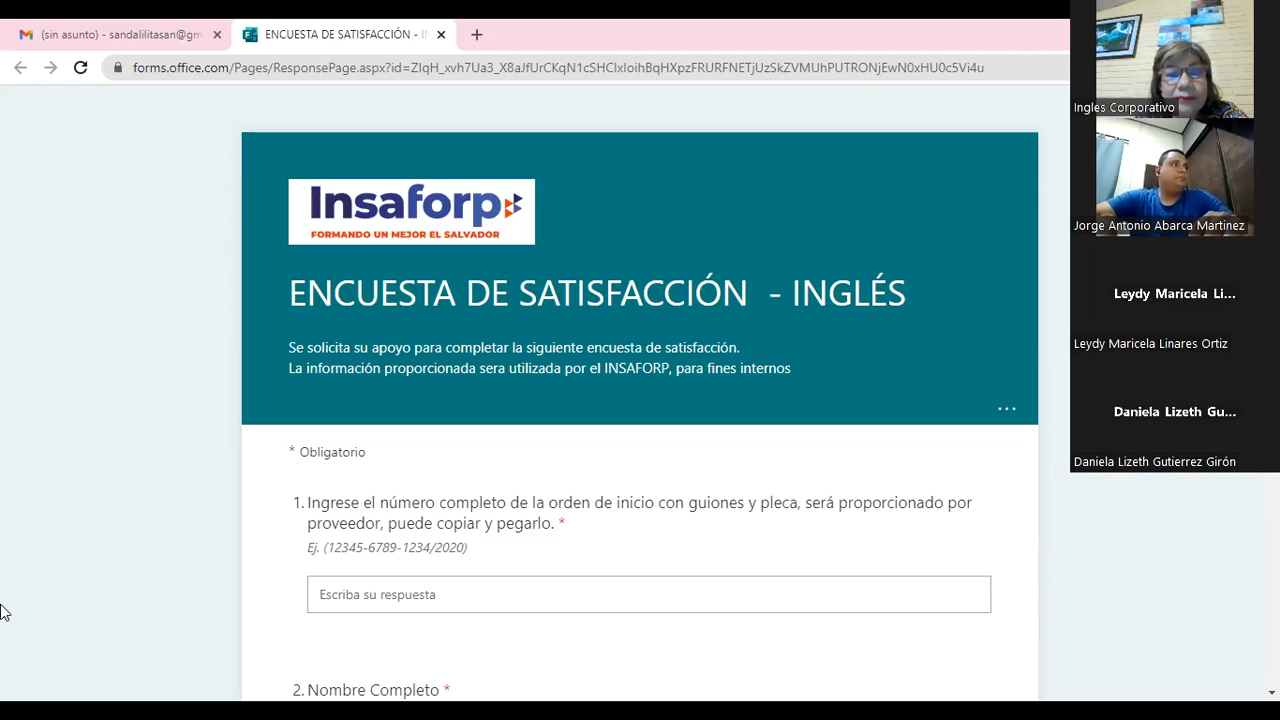 (sin asunto) - sandalilitasan@gm
ENCUESTA DE SATISFACCIÓN - IN
forms.office.com/Pages/ResponsePage.aspx?id=
Insaforp
FORMANDO UN MEJOR EL SALVADOR
ENCUESTA DE SATISFACCIÓN - INGLÉS
Se solicita su apoyo para completar la siguiente encuesta de satisfacción.
La información proporcionada sera utilizada por el INSAFORP, para fines internos
...
* Obligatorio
1. Ingrese el número completo de la orden de inicio con guiones y pleca, será proporcionado por
proveedor, puede copiar y pegarlo. *
Ej. (12345-6789-1234/2020)
Escriba su respuesta
2. Nombre Completo *
Ingles Corporativo
Jorge Antonio Abarca Martinez
Leydy Maricela Li...
Leydy Maricela Linares Ortiz
Daniela Lizeth Gu...
Daniela Lizeth Gutierrez Girón